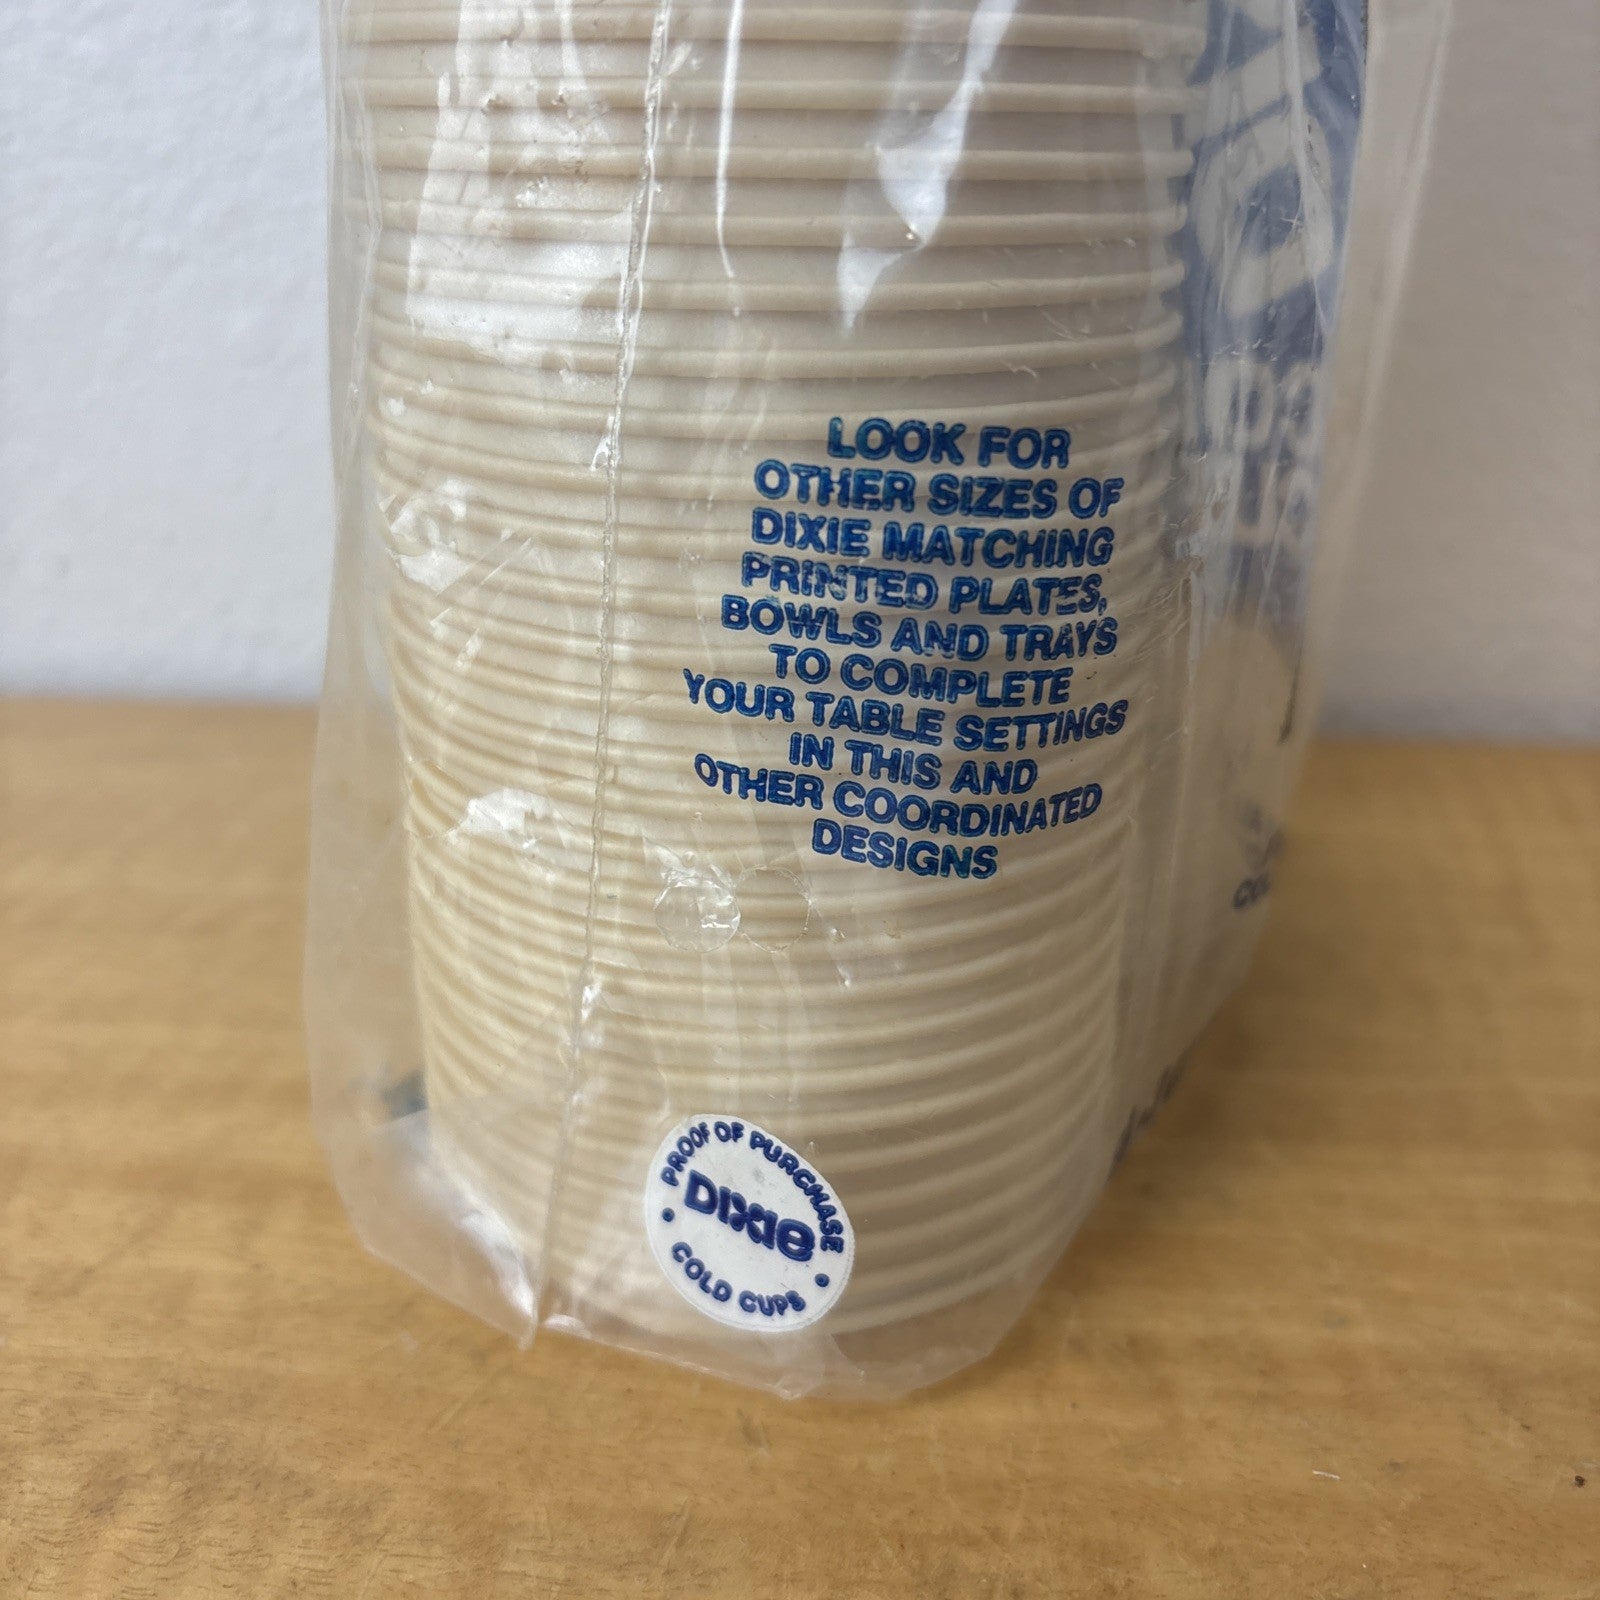 LOOK FOR
OTHER SIZES OF
DIXIE MATCHING
PRINTED PLATES,
BOWLS AND TRAYS
TO COMPLETE
YOUR TABLE SETTINGS
IN THIS AND
OTHER COORDINATED
DESIGNS
PROOF OF PURCHASE
DIXIE
• COLD CUPS •